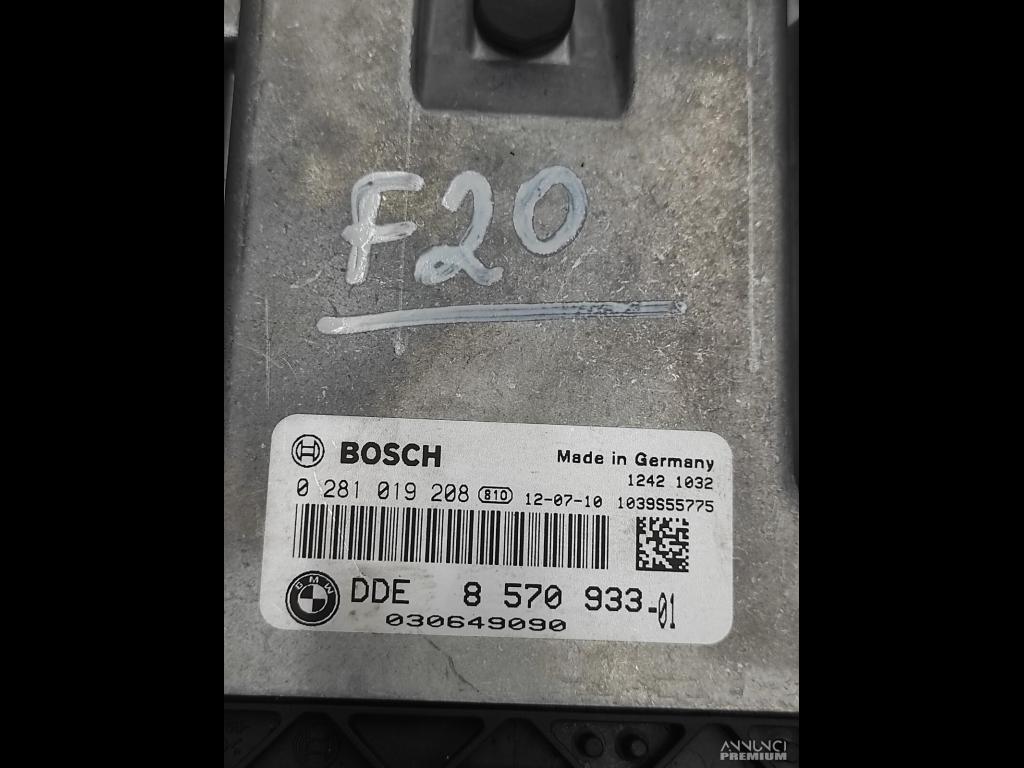 F20
BOSCH
Made in Germany
1242 1032
0 281 019 208 810 12-07-10 1039S55775
BMW DDE 8 570 933-01
030649090
ANNUNCI
PREMIUM